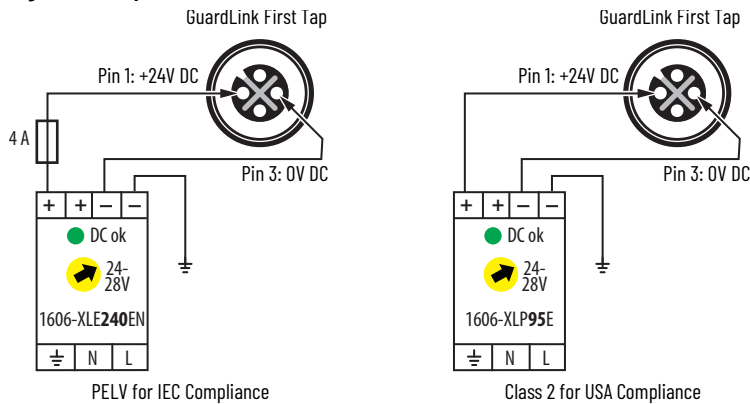 GuardLink First Tap
Pin 1: +24V DC
4 A
Pin 3: 0V DC
+ + – –
DC ok
24-
28V
1606-XLE240EN
N L
PELV for IEC Compliance
GuardLink First Tap
Pin 1: +24V DC
Pin 3: 0V DC
+ + – –
DC ok
24-
28V
1606-XLP95E
N L
Class 2 for USA Compliance